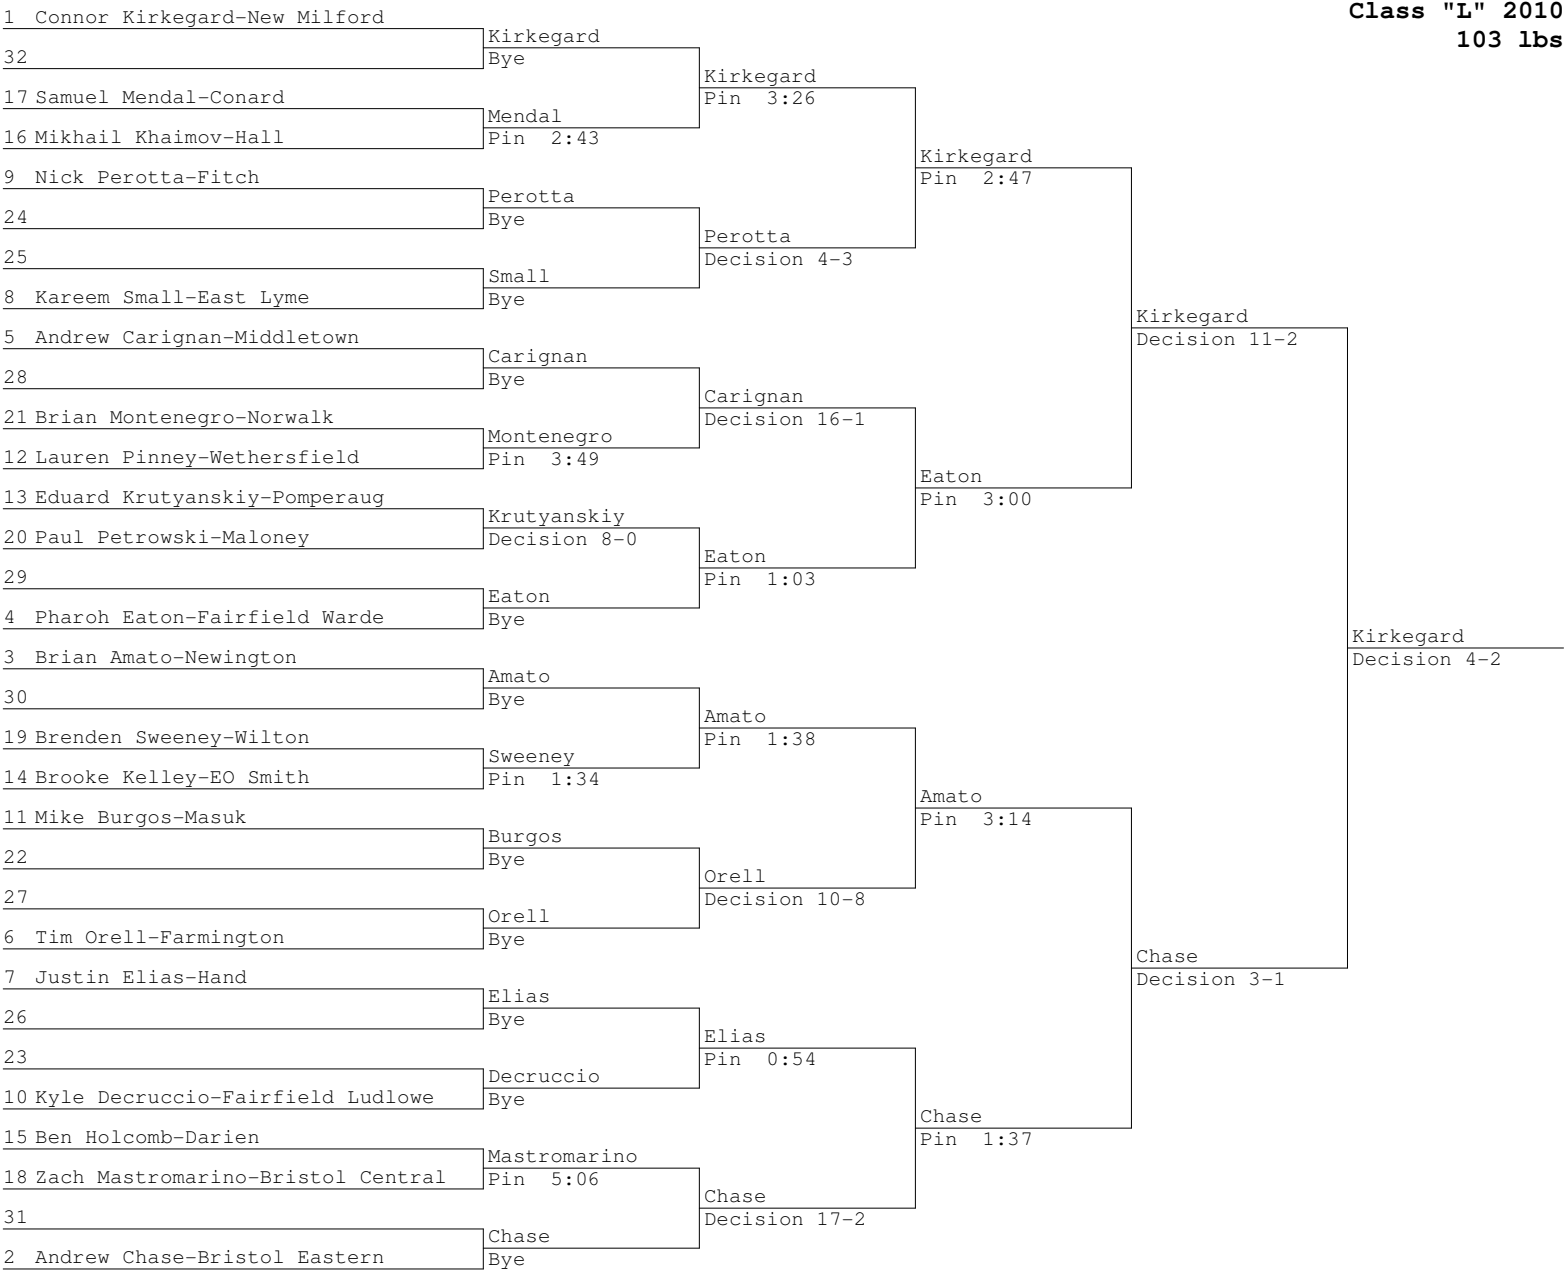 Class "L" 2010
103 lbs
1 Connor Kirkegard-New Milford
32
17 Samuel Mendal-Conard
16 Mikhail Khaimov-Hall
9 Nick Perotta-Fitch
24
25
8 Kareem Small-East Lyme
5 Andrew Carignan-Middletown
28
21 Brian Montenegro-Norwalk
12 Lauren Pinney-Wethersfield
13 Eduard Krutyanskiy-Pomperaug
20 Paul Petrowski-Maloney
29
4 Pharoh Eaton-Fairfield Warde
3 Brian Amato-Newington
30
19 Brenden Sweeney-Wilton
14 Brooke Kelley-EO Smith
11 Mike Burgos-Masuk
22
27
6 Tim Orell-Farmington
7 Justin Elias-Hand
26
23
10 Kyle Decruccio-Fairfield Ludlowe
15 Ben Holcomb-Darien
18 Zach Mastromarino-Bristol Central
31
2 Andrew Chase-Bristol Eastern
Kirkegard
Bye
Mendal
Pin 2:43
Perotta
Bye
Small
Bye
Carignan
Bye
Montenegro
Pin 3:49
Krutyanskiy
Decision 8-0
Eaton
Bye
Amato
Bye
Sweeney
Pin 1:34
Burgos
Bye
Orell
Bye
Elias
Bye
Decruccio
Bye
Mastromarino
Pin 5:06
Chase
Bye
Kirkegard
Pin 3:26
Perotta
Decision 4-3
Carignan
Decision 16-1
Eaton
Pin 1:03
Amato
Pin 1:38
Orell
Decision 10-8
Elias
Pin 0:54
Chase
Decision 17-2
Kirkegard
Pin 2:47
Eaton
Pin 3:00
Amato
Pin 3:14
Chase
Pin 1:37
Kirkegard
Decision 11-2
Chase
Decision 3-1
Kirkegard
Decision 4-2